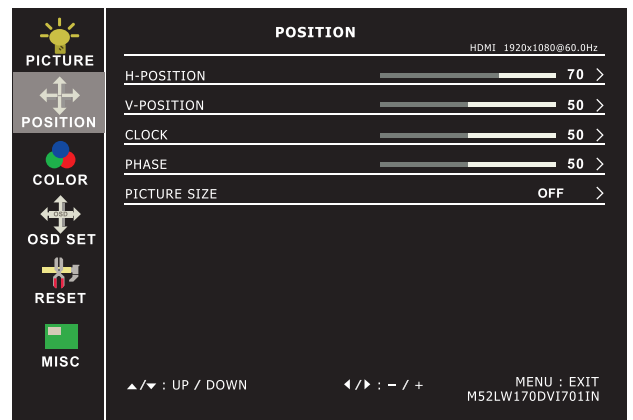 PICTURE
POSITION
COLOR
OSD
OSD SET
RESET
MISC
POSITION
HDMI 1920x1080@60.0Hz
H-POSITION 70
V-POSITION 50
CLOCK 50
PHASE 50
PICTURE SIZE OFF
▲/▼ : UP / DOWN ◀/▶ : − / + MENU : EXIT
M52LW170DVI701IN